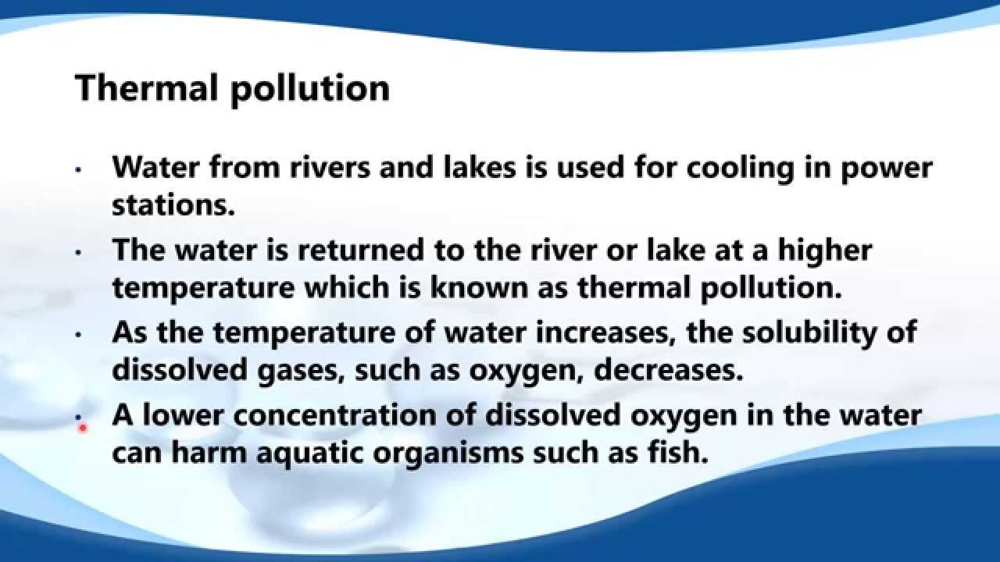 Thermal pollution
• Water from rivers and lakes is used for cooling in power
stations.
• The water is returned to the river or lake at a higher
temperature which is known as thermal pollution.
• As the temperature of water increases, the solubility of
dissolved gases, such as oxygen, decreases.
• A lower concentration of dissolved oxygen in the water
can harm aquatic organisms such as fish.